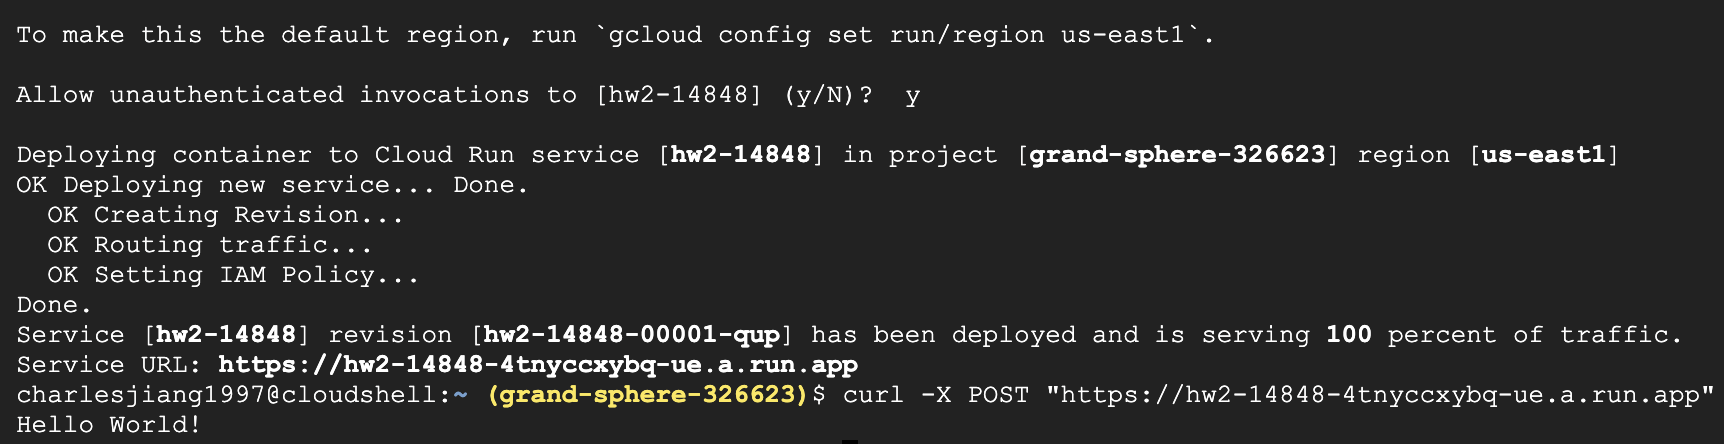 To make this the default region, run `gcloud config set run/region us-east1`.
Allow unauthenticated invocations to [hw2-14848] (y/N)?  y
Deploying container to Cloud Run service [hw2-14848] in project [grand-sphere-326623] region [us-east1]
OK Deploying new service... Done.
  OK Creating Revision...
  OK Routing traffic...
  OK Setting IAM Policy...
Done.
Service [hw2-14848] revision [hw2-14848-00001-qup] has been deployed and is serving 100 percent of traffic.
Service URL: https://hw2-14848-4tnyccxybq-ue.a.run.app
charlesjiang1997@cloudshell:~ (grand-sphere-326623)$ curl -X POST "https://hw2-14848-4tnyccxybq-ue.a.run.app"
Hello World!